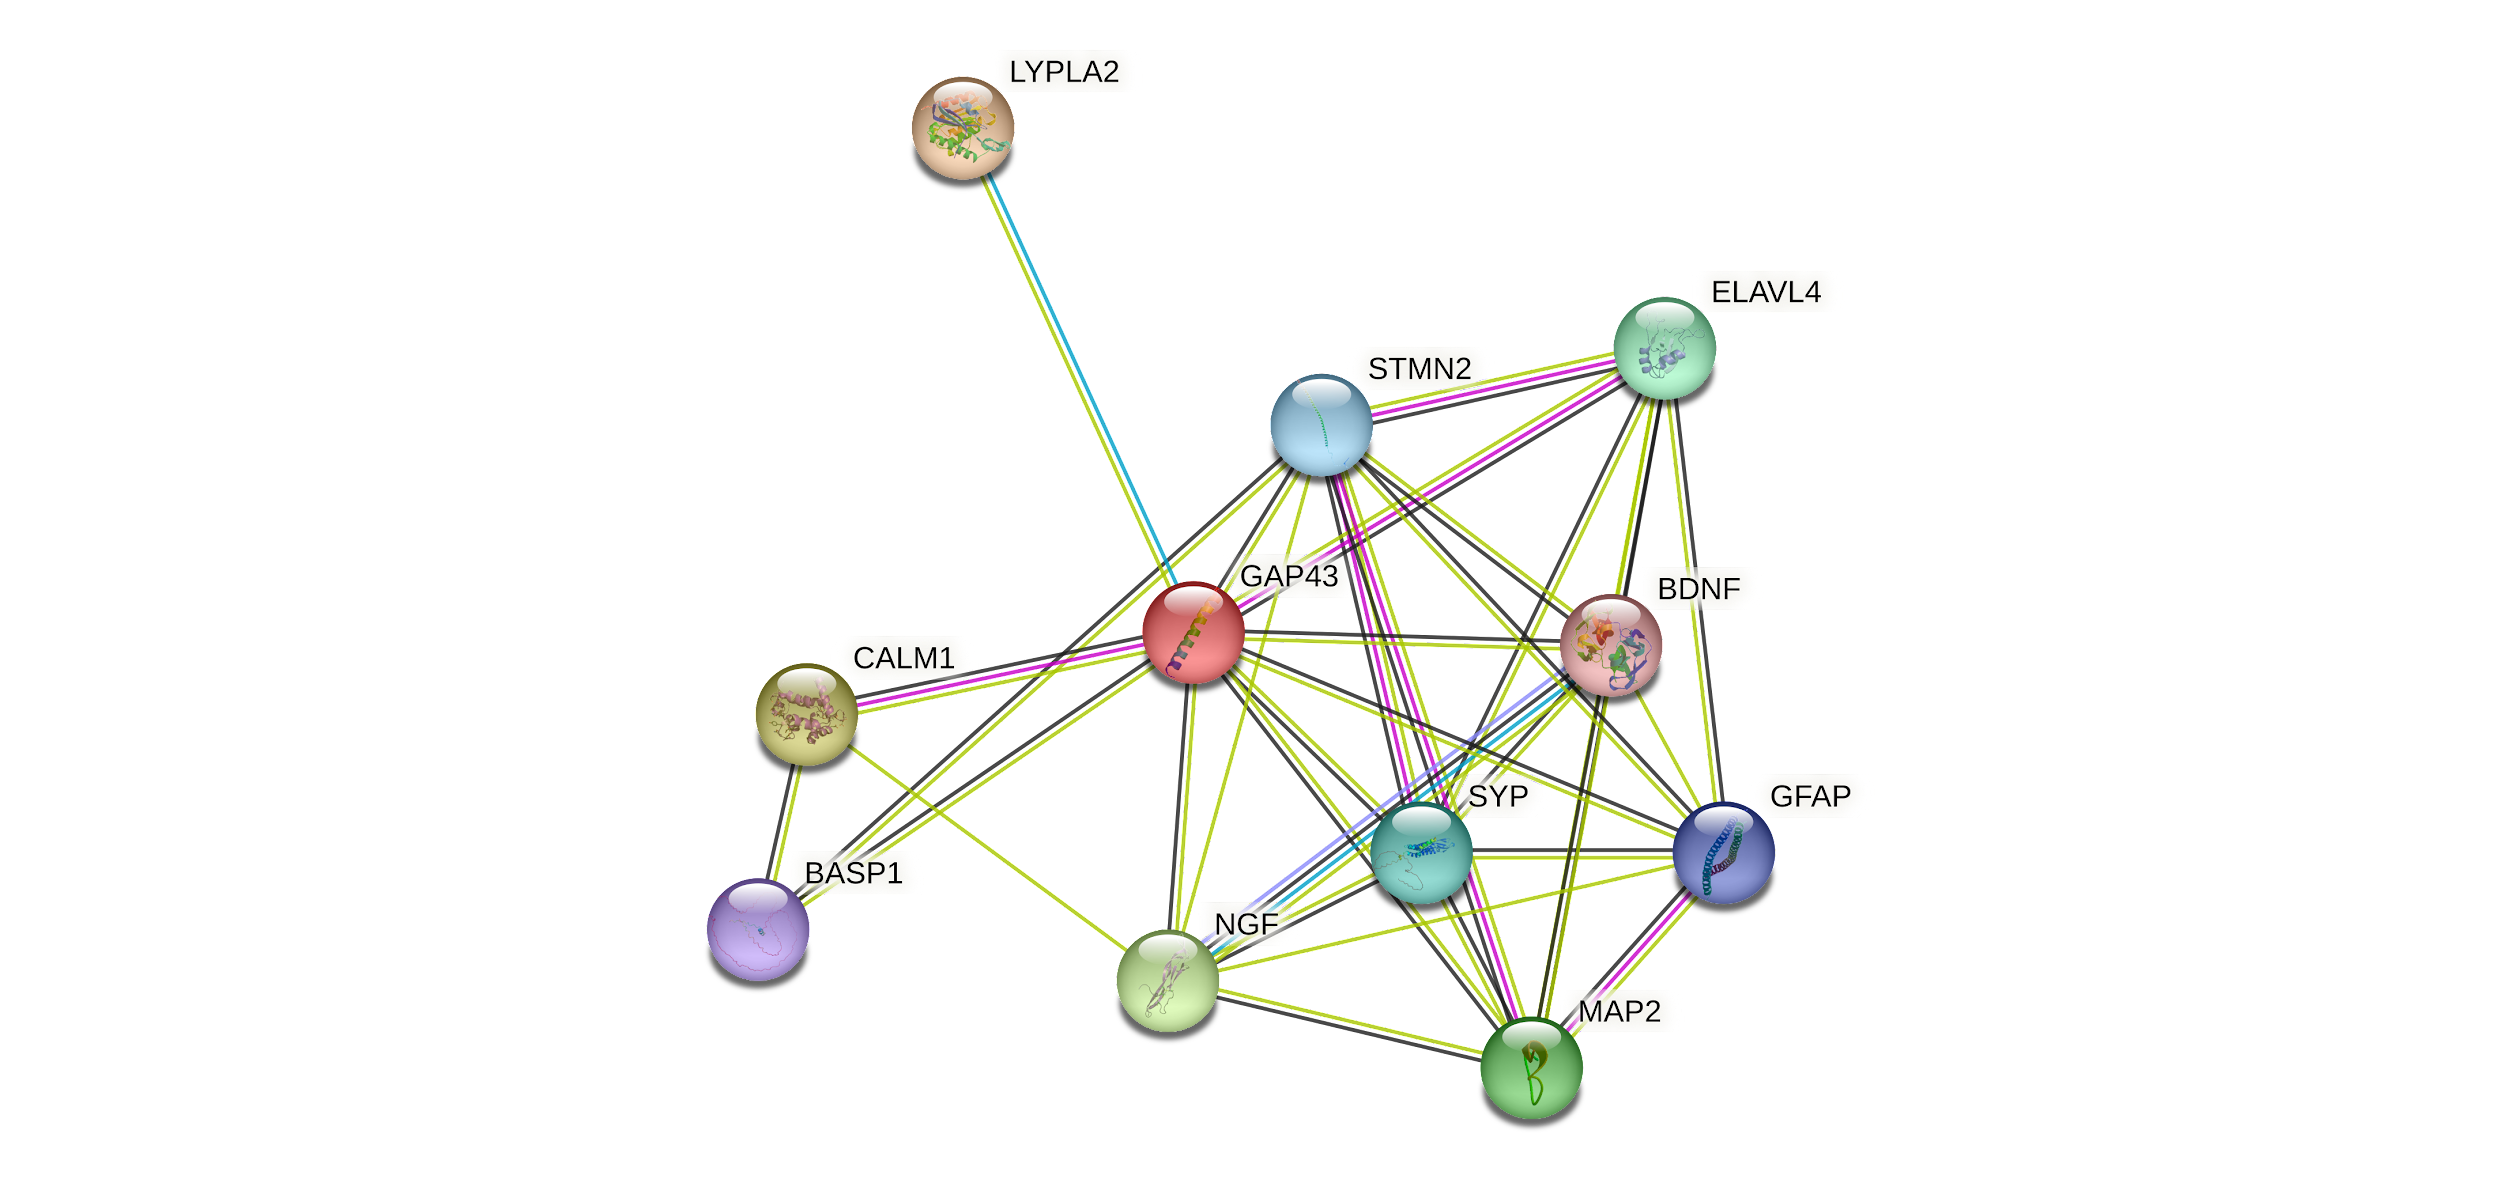 LYPLA2
ELAVL4
STMN2
GAP43
BDNF
CALM1
SYP
GFAP
BASP1
NGF
MAP2